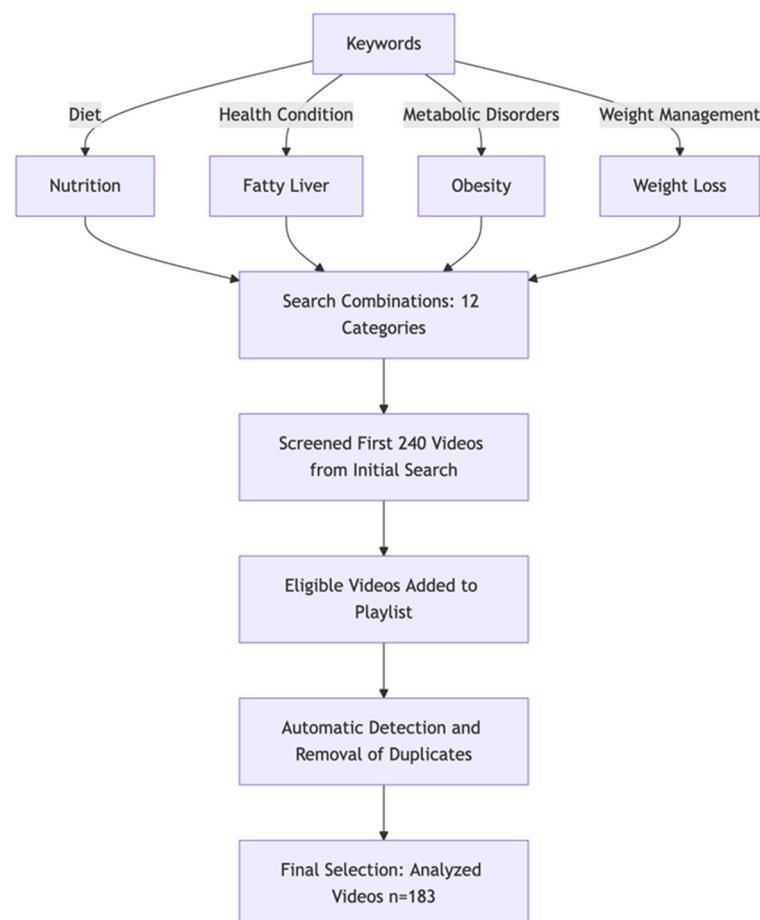 Keywords
Diet
Health Condition
Metabolic Disorders
Weight Management
Nutrition
Fatty Liver
Obesity
Weight Loss
Search Combinations: 12
Categories
Screened First 240 Videos
from Initial Search
Eligible Videos Added to
Playlist
Automatic Detection and
Removal of Duplicates
Final Selection: Analyzed
Videos n=183